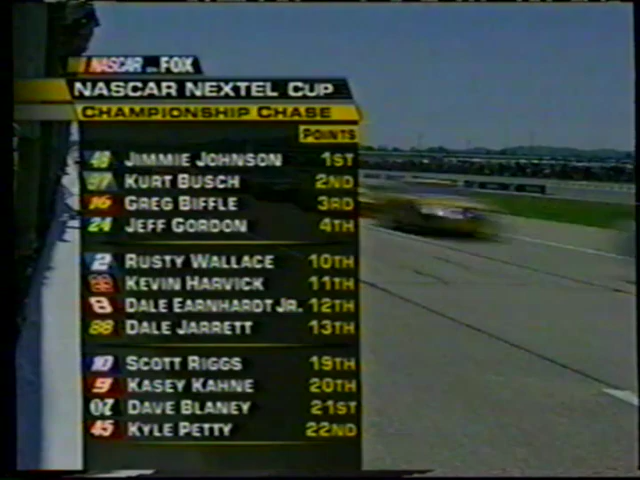 NASCAR ON FOX
NASCAR NEXTEL CUP
CHAMPIONSHIP CHASE
POINTS
48 JIMMIE JOHNSON 1ST
97 KURT BUSCH 2ND
16 GREG BIFFLE 3RD
24 JEFF GORDON 4TH
2 RUSTY WALLACE 10TH
29 KEVIN HARVICK 11TH
8 DALE EARNHARDT JR. 12TH
88 DALE JARRETT 13TH
10 SCOTT RIGGS 19TH
9 KASEY KAHNE 20TH
07 DAVE BLANEY 21ST
45 KYLE PETTY 22ND